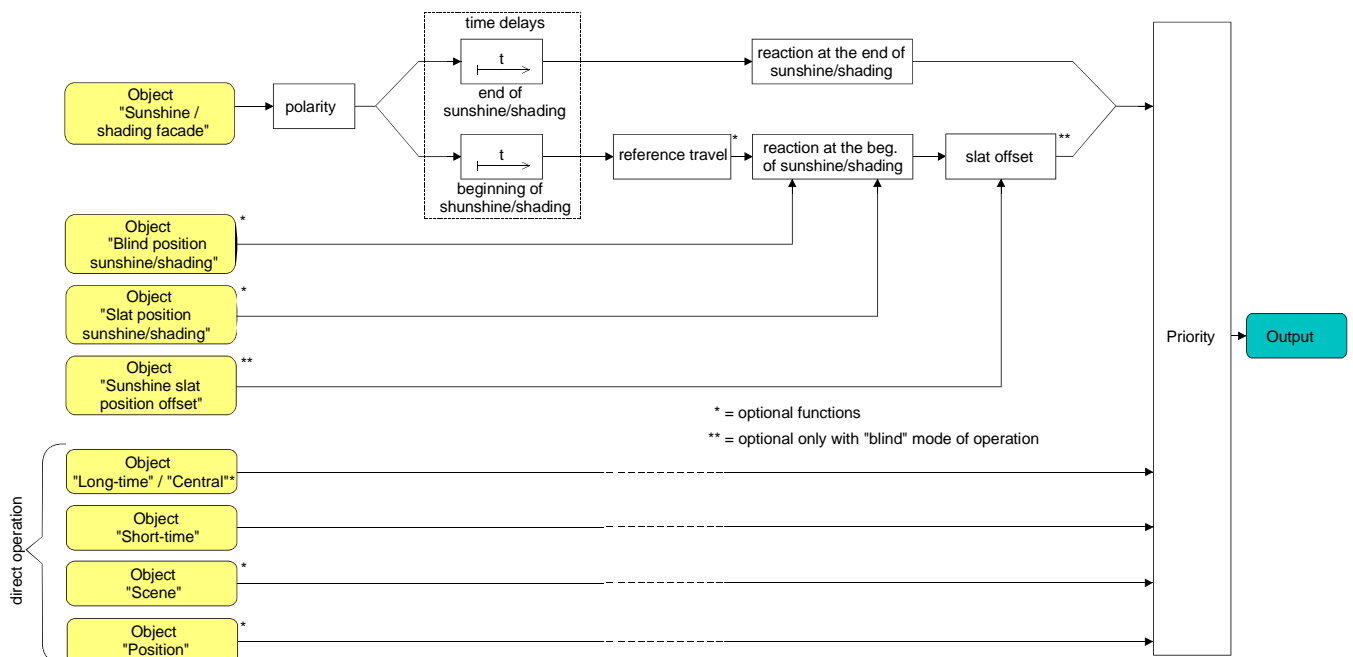 time delays
t
end of
sunshine/shading
reaction at the end of
sunshine/shading
Object
"Sunshine /
shading facade"
polarity
t
beginning of
shunshine/shading
reference travel
*
reaction at the beg.
of sunshine/shading
slat offset
**
Object
"Blind position
sunshine/shading"
*
Object
"Slat position
sunshine/shading"
*
Object
"Sunshine slat
position offset"
**
Priority
Output
* = optional functions
** = optional only with "blind" mode of operation
direct operation
Object
"Long-time" / "Central"*
Object
"Short-time"
Object
"Scene"
*
Object
"Position"
*